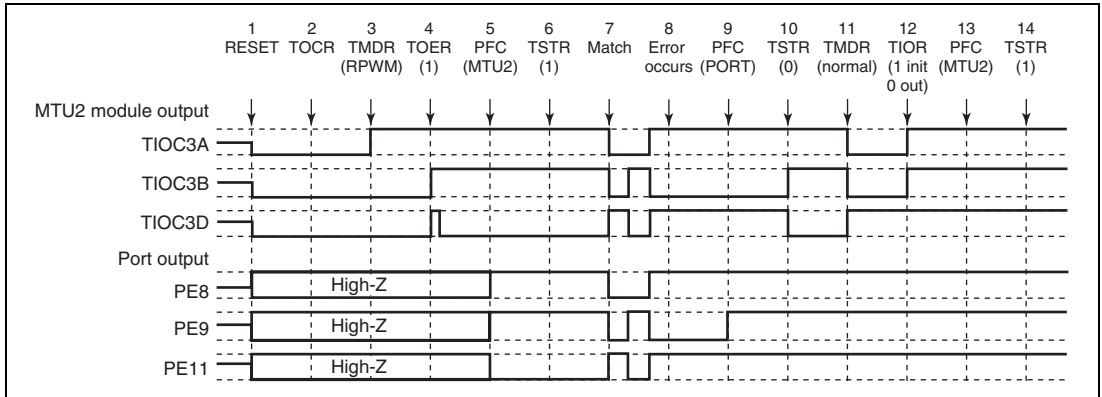 1 2 3 4 5 6 7 8 9 10 11 12 13 14
RESET TOCR TMDR TOER PFC TSTR Match Error PFC TSTR TMDR TIOR PFC TSTR
(RPWM) (1) (MTU2) (1) occurs (PORT) (0) (normal) (1 init (MTU2) (1)
0 out)
MTU2 module output
TIOC3A
TIOC3B
TIOC3D
Port output
PE8 High-Z
PE9 High-Z
PE11 High-Z